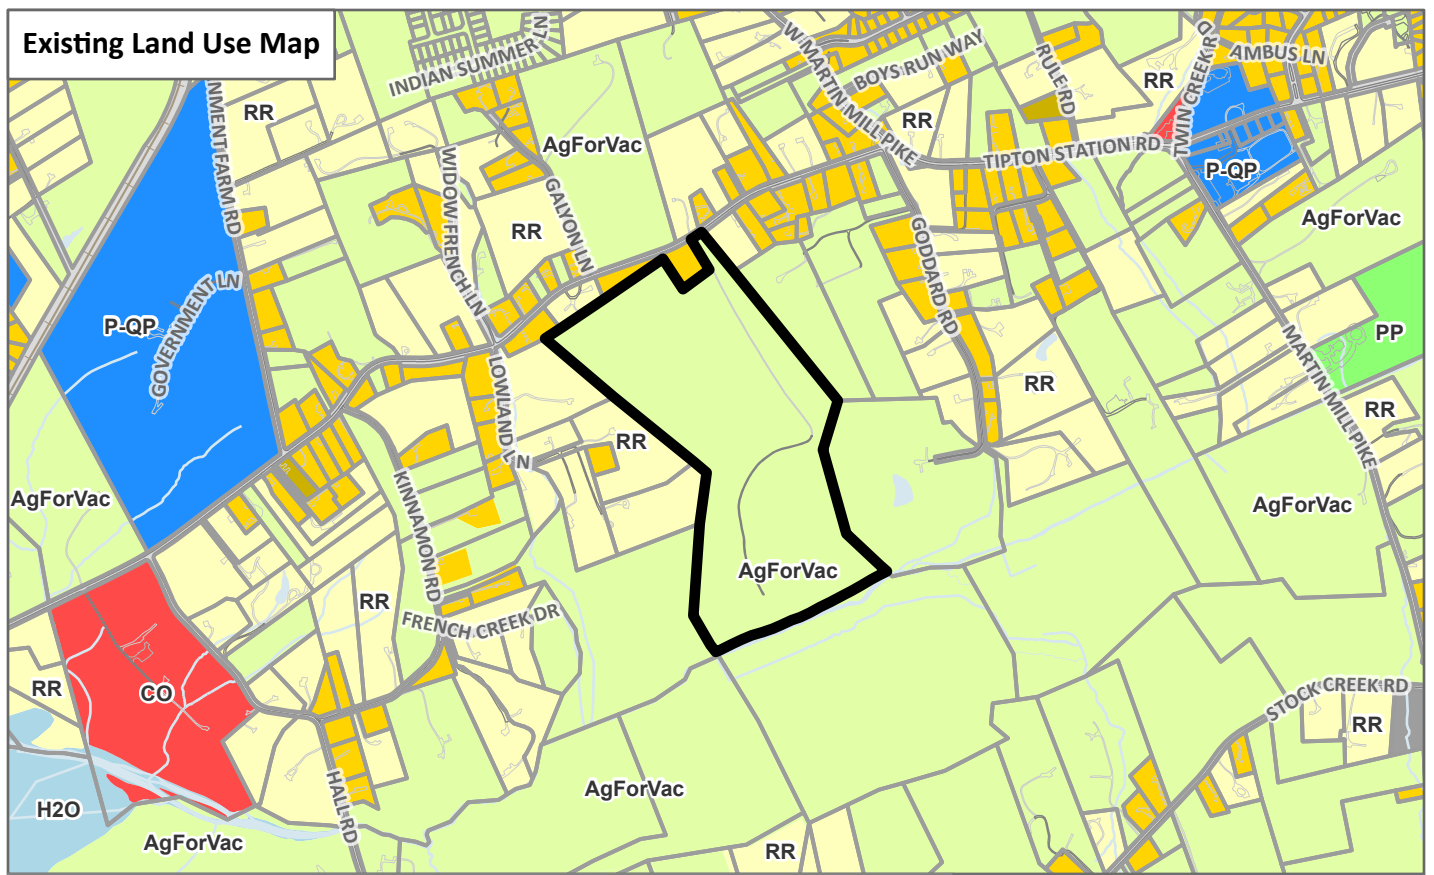 Existing Land Use Map
INDIAN SUMMER LN
W MARTIN MILL PIKE
BOYS RUN WAY
RULE RD
TWIN CREEK RD
AMBUS LN
RR
RR
RR
NMENT FARM RD
AgForVac
WIDOW FRENCH LN
GALYON LN
TIPTON STATION RD
P-QP
AgForVac
RR
GODDARD RD
GOVERNMENT LN
P-QP
MARTIN MILL PIKE
PP
LOWLAND LN
RR
RR
RR
KINNAMON RD
AgForVac
AgForVac
AgForVac
RR
FRENCH CREEK DR
RR
CO
STOCK CREEK RD
RR
HALL RD
AgForVac
H2O
AgForVac
RR